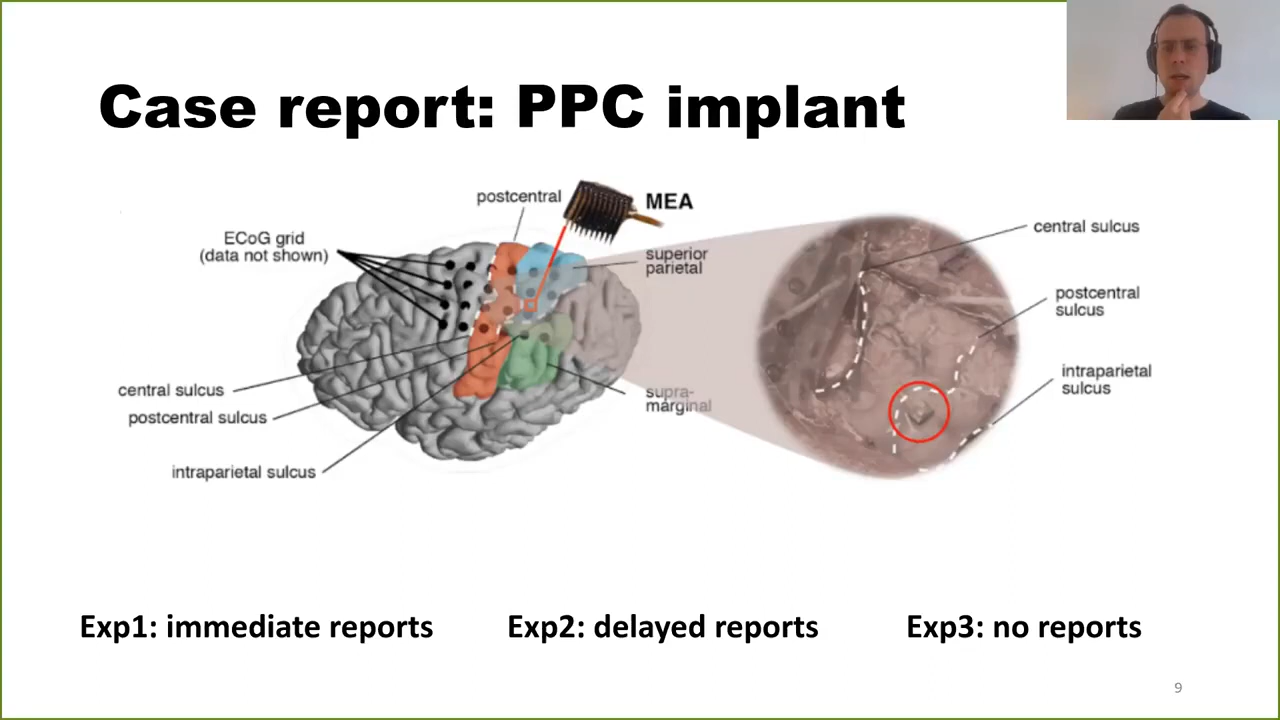 Case report: PPC implant
postcentral
MEA
ECoG grid
(data not shown)
superior
parietal
central sulcus
postcentral
sulcus
intraparietal
sulcus
central sulcus
postcentral sulcus
intraparietal sulcus
supra-
marginal
Exp1: immediate reports
Exp2: delayed reports
Exp3: no reports
9